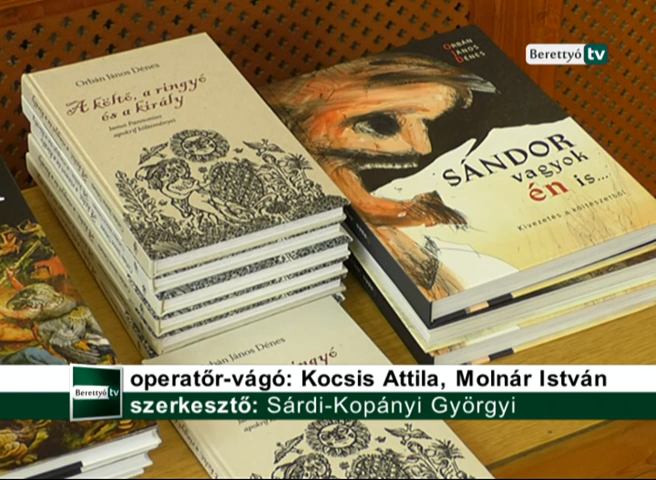 Berettyó tv
Orbán János Dénes
A költő, a ringyó
és a király
Janus Pannonius
apokrif költeményei
ORBÁN
JÁNOS
DÉNES
SÁNDOR
vagyok
én is...
Kivezetés a költészetből
Orbán János Dénes
Berettyó tv
operatőr-vágó: Kocsis Attila, Molnár István
szerkesztő: Sárdi-Kopányi Györgyi